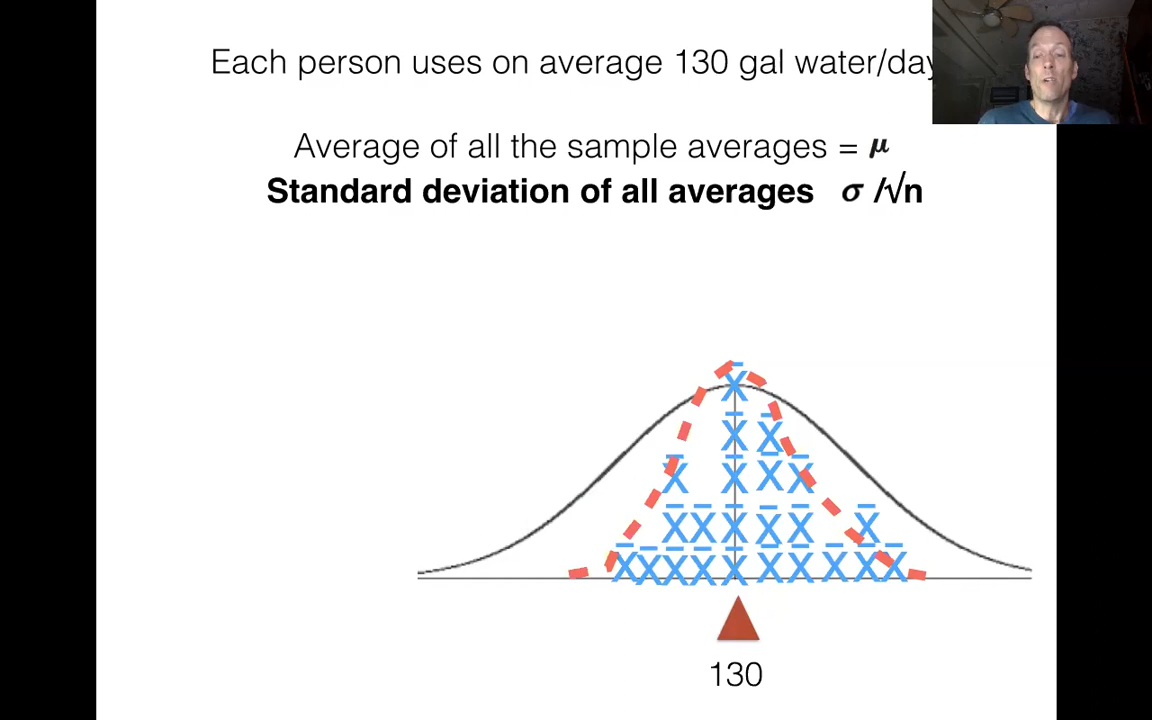 Each person uses on average 130 gal water/day
Average of all the sample averages = μ
Standard deviation of all averages σ /√n
X̄
X̄ X̄
X̄ X̄ X̄ X̄
X̄ X̄ X̄ X̄ X̄ X̄
X̄ X̄ X̄ X̄ X̄ X̄ X̄ X̄ X̄ X̄
130